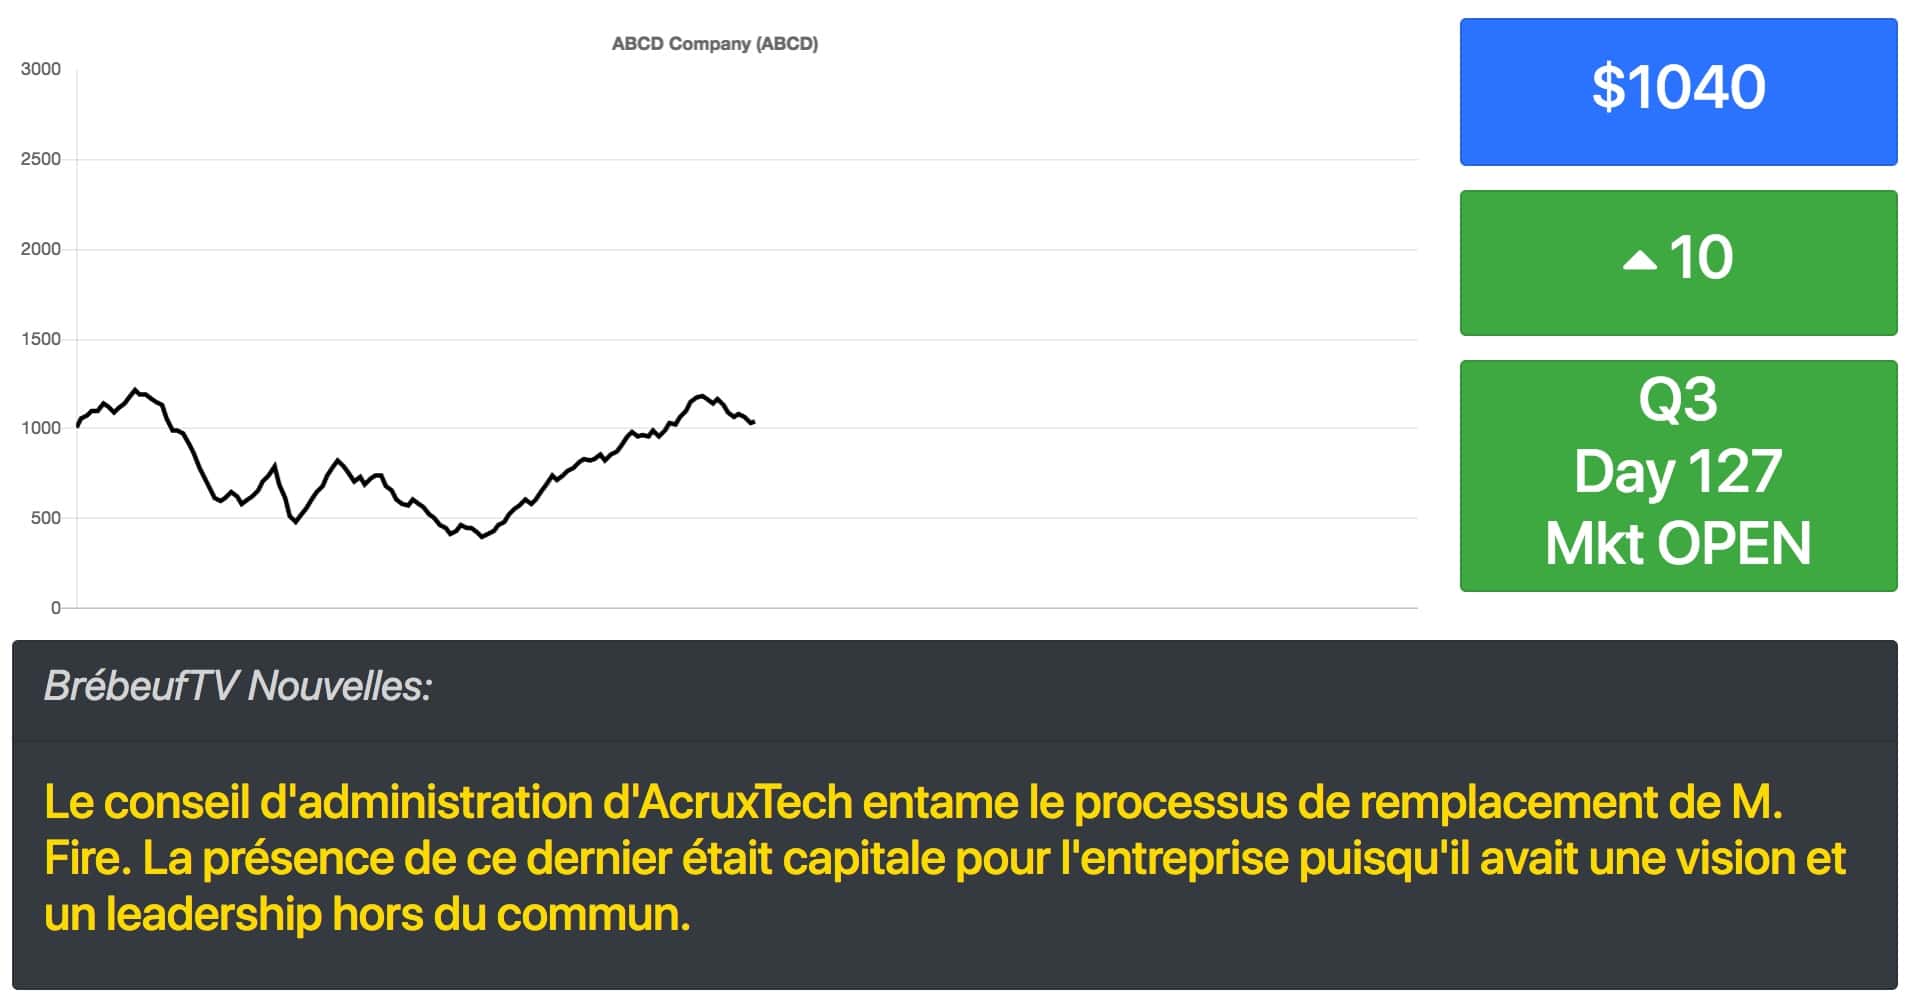 ABCD Company (ABCD)
3000
2500
2000
1500
1000
500
0
$1040
▲ 10
Q3
Day 127
Mkt OPEN
BrébeufTV Nouvelles:
Le conseil d'administration d'AcruxTech entame le processus de remplacement de M.
Fire. La présence de ce dernier était capitale pour l'entreprise puisqu'il avait une vision et
un leadership hors du commun.